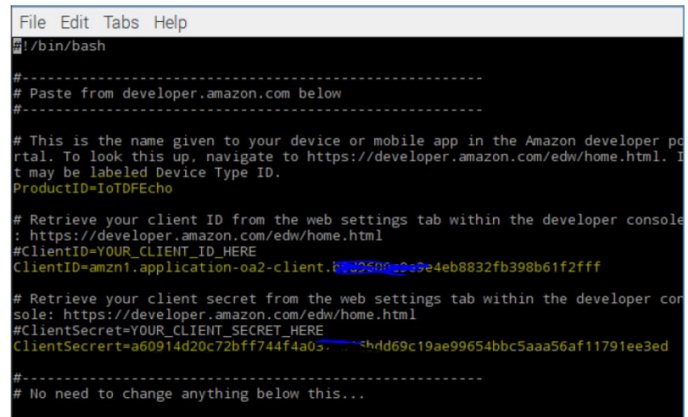 File Edit Tabs Help
#!/bin/bash
#------------------------------------------------------
# Paste from developer.amazon.com below
#------------------------------------------------------
# This is the name given to your device or mobile app in the Amazon developer po
rtal. To look this up, navigate to https://developer.amazon.com/edw/home.html. I
t may be labeled Device Type ID.
ProductID=IoTDFEcho
# Retrieve your client ID from the web settings tab within the developer console
: https://developer.amazon.com/edw/home.html
#ClientID=YOUR_CLIENT_ID_HERE
ClientID=amzn1.application-oa2-client.
# Retrieve your client secret from the web settings tab within the developer con
sole: https://developer.amazon.com/edw/home.html
#ClientSecret=YOUR_CLIENT_SECRET_HERE
ClientSecrert=
#------------------------------------------------------
# No need to change anything below this...